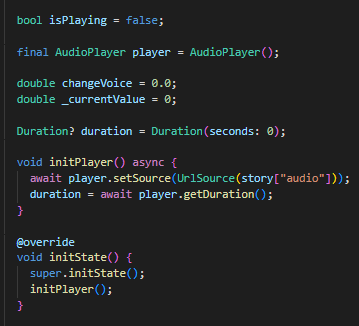 bool isPlaying = false;
final AudioPlayer player = AudioPlayer();
double changeVoice = 0.0;
double _currentValue = 0;
Duration? duration = Duration(seconds: 0);
void initPlayer() async {
await player.setSource(UrlSource(story["audio"]));
duration = await player.getDuration();
}
@override
void initState() {
super.initState();
initPlayer();
}